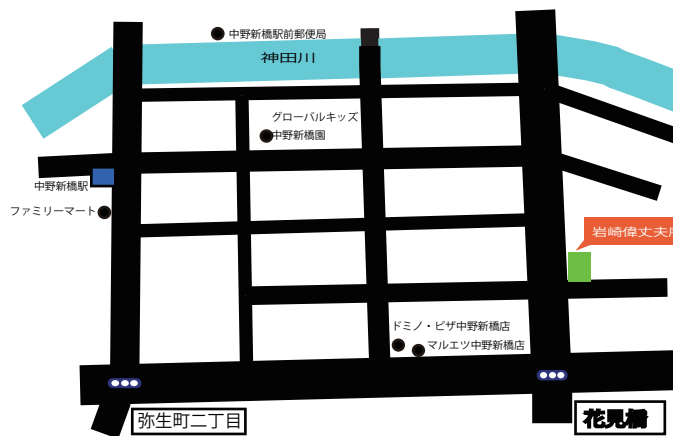 中野新橋駅前郵便局
神田川
グローバルキッズ
中野新橋園
中野新橋駅
ファミリーマート
岩崎偉丈夫
ドミノ・ピザ中野新橋店
マルエツ中野新橋店
弥生町二丁目
花見橋